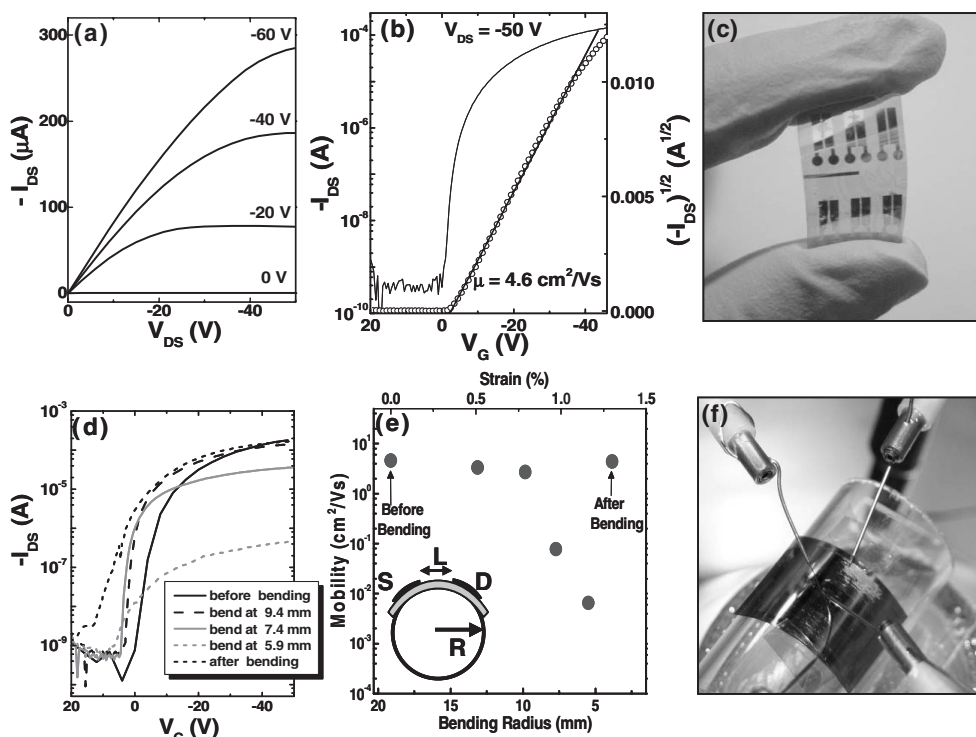 (a)
-60 V
-40 V
-20 V
0 V
300
200
100
0
0 -20 -40
- I_DS (µA)
V_DS (V)
(b)
V_DS = -50 V
10^-4
10^-6
10^-8
10^-10
0.010
0.005
0.000
-I_DS (A)
(-I_DS)^1/2 (A^1/2)
µ = 4.6 cm^2/Vs
20 0 -20 -40
V_G (V)
(c)
(d)
10^-3
10^-5
10^-7
10^-9
-I_DS (A)
before bending
bend at 9.4 mm
bend at 7.4 mm
bend at 5.9 mm
after bending
20 0 -20 -40
V_G (V)
Strain (%)
0.0 0.5 1.0 1.5
(e)
10^2
10^1
10^0
10^-1
10^-2
10^-3
10^-4
Mobility (cm^2/Vs)
Before
Bending
After
Bending
L
S D
R
20 15 10 5
Bending Radius (mm)
(f)